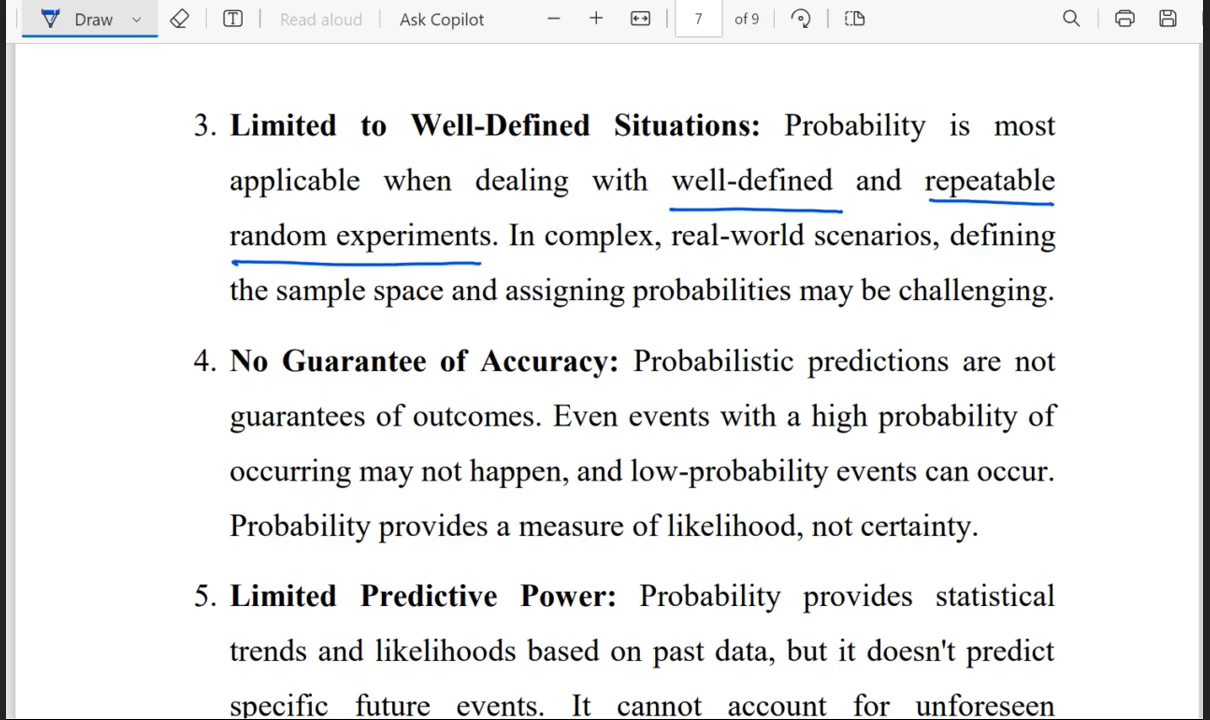 Draw
Read aloud
Ask Copilot
7
of 9
3. Limited to Well-Defined Situations: Probability is most
applicable when dealing with well-defined and repeatable
random experiments. In complex, real-world scenarios, defining
the sample space and assigning probabilities may be challenging.
4. No Guarantee of Accuracy: Probabilistic predictions are not
guarantees of outcomes. Even events with a high probability of
occurring may not happen, and low-probability events can occur.
Probability provides a measure of likelihood, not certainty.
5. Limited Predictive Power: Probability provides statistical
trends and likelihoods based on past data, but it doesn't predict
specific future events. It cannot account for unforeseen